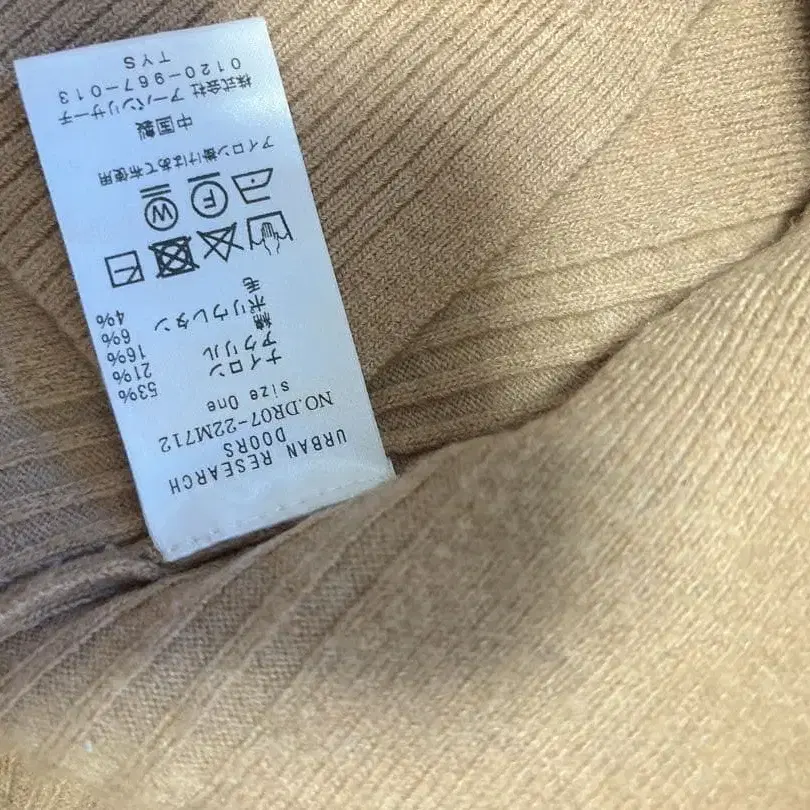 URBAN RESEARCH
DOORS
NO.DR07-22M712
size One
ナイロン 53%
アクリル 21%
綿 16%
ポリウレタン 6%
毛 4%
F W
アイロン掛けはあて布使用
中国製
株式会社 アーバンリサーチ
0120-967-013
TYS